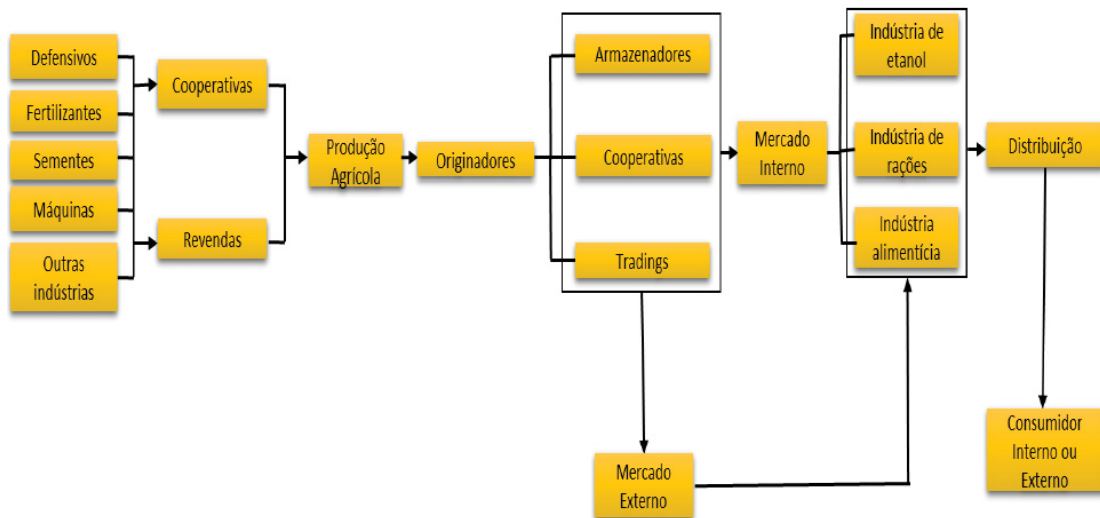 Defensivos
Fertilizantes
Sementes
Máquinas
Outras
indústrias
Cooperativas
Revendas
Produção
Agrícola
Originadores
Armazenadores
Cooperativas
Tradings
Mercado
Interno
Mercado
Externo
Indústria de
etanol
Indústria de
rações
Indústria
alimentícia
Distribuição
Consumidor
Interno ou
Externo